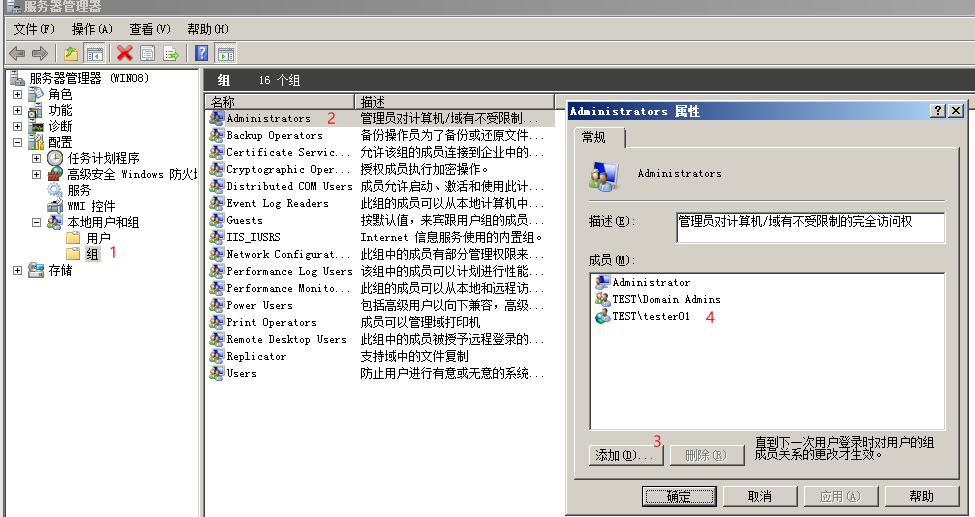 服务器管理器
文件(F) 操作(A) 查看(V) 帮助(H)
服务器管理器 (WIN08)
角色
功能
诊断
配置
任务计划程序
高级安全 Windows 防火
服务
WMI 控件
本地用户和组
用户
组 1
存储
组 16 个组
名称 描述
Administrators 2 管理员对计算机/域有不受限制...
Backup Operators 备份操作员为了备份或还原文件...
Certificate Servic... 允许该组的成员连接到企业中的...
Cryptographic Oper... 授权成员执行加密操作。
Distributed COM Users 成员允许启动、激活和使用此计...
Event Log Readers 此组的成员可以从本地计算机中...
Guests 按默认值，来宾跟用户组的成员...
IIS_IUSRS Internet 信息服务使用的内置组。
Network Configurat... 此组中的成员有部分管理权限来...
Performance Log Users 该组中的成员可以计划进行性能...
Performance Monito... 此组的成员可以从本地和远程访...
Power Users 包括高级用户以向下兼容，高级...
Print Operators 成员可以管理域打印机
Remote Desktop Users 此组中的成员被授予远程登录的...
Replicator 支持域中的文件复制
Users 防止用户进行有意或无意的系统...
Administrators 属性
常规
Administrators
描述(E): 管理员对计算机/域有不受限制的完全访问权
成员(M):
Administrator
TEST\Domain Admins
TEST\tester01 4
3
添加(D)... 删除(R) 直到下一次用户登录时对用户的组
成员关系的更改才生效。
确定 取消 应用(A) 帮助